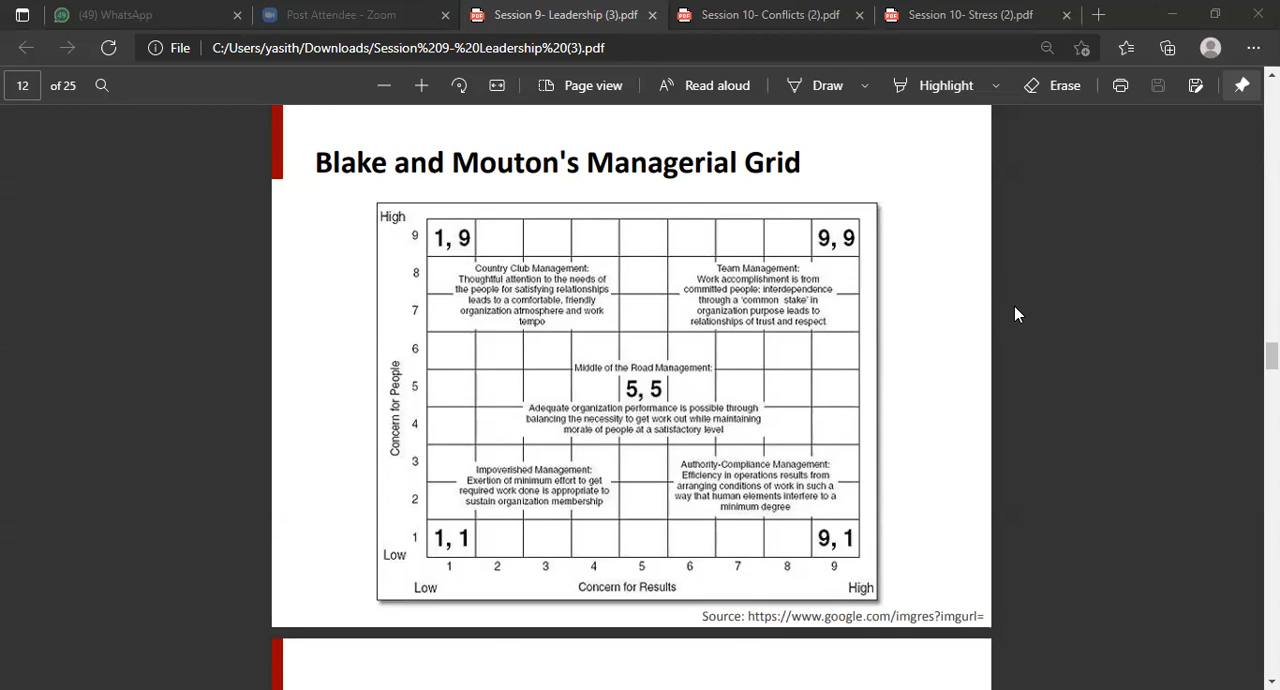 (49) WhatsApp
Post Attendee - Zoom
Session 9- Leadership (3).pdf
Session 10- Conflicts (2).pdf
Session 10- Stress (2).pdf
File
C:/Users/yasith/Downloads/Session%209-%20Leadership%20(3).pdf
12
of 25
Page view
Read aloud
Draw
Highlight
Erase
Blake and Mouton's Managerial Grid
High
9
8
7
6
5
4
3
2
1
Low
Concern for People
1, 9
9, 9
Country Club Management:
Thoughtful attention to the needs of
the people for satisfying relationships
leads to a comfortable, friendly
organization atmosphere and work
tempo
Team Management:
Work accomplishment is from
committed people; interdependence
through a 'common stake' in
organization purpose leads to
relationships of trust and respect
Middle of the Road Management:
5, 5
Adequate organization performance is possible through
balancing the necessity to get work out while maintaining
morale of people at a satisfactory level
Impoverished Management:
Exertion of minimum effort to get
required work done is appropriate to
sustain organization membership
Authority-Compliance Management:
Efficiency in operations results from
arranging conditions of work in such a
way that human elements interfere to a
minimum degree
1, 1
9, 1
1 2 3 4 5 6 7 8 9
Low
Concern for Results
High
Source: https://www.google.com/imgres?imgurl=